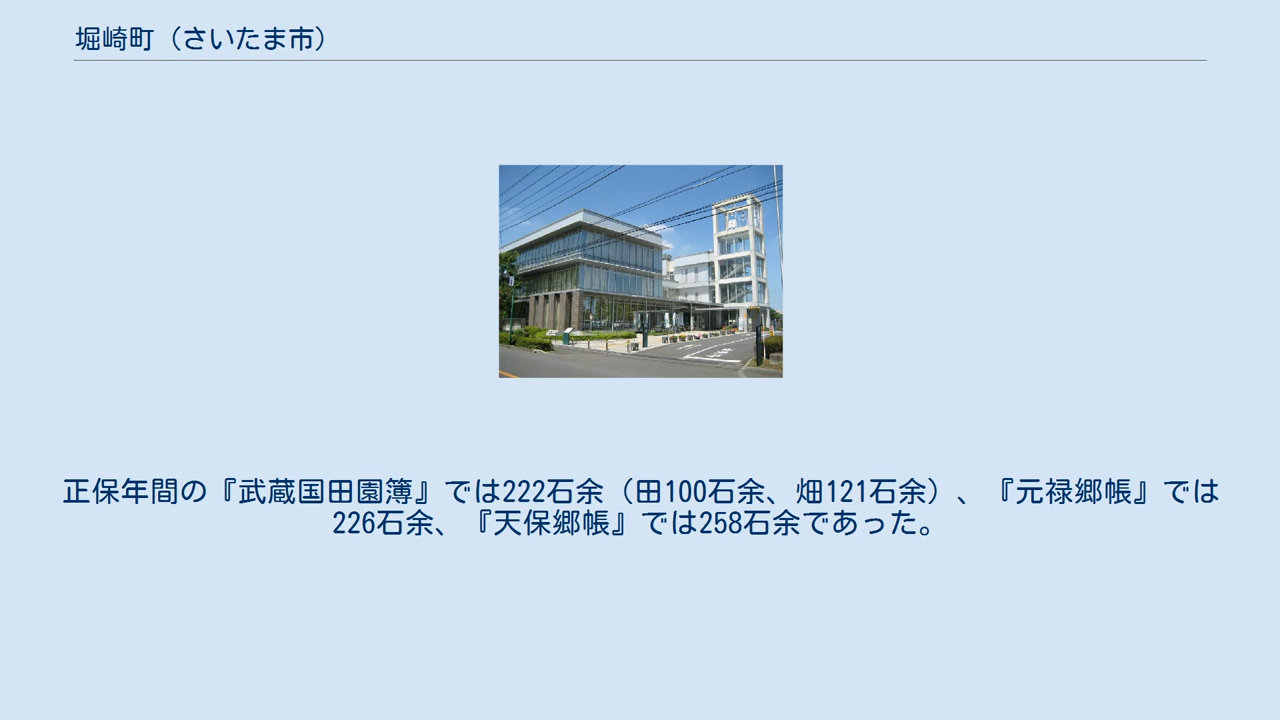 堀崎町（さいたま市）
正保年間の『武蔵国田園簿』では222石余（田100石余、畑121石余）、『元禄郷帳』では
226石余、『天保郷帳』では258石余であった。